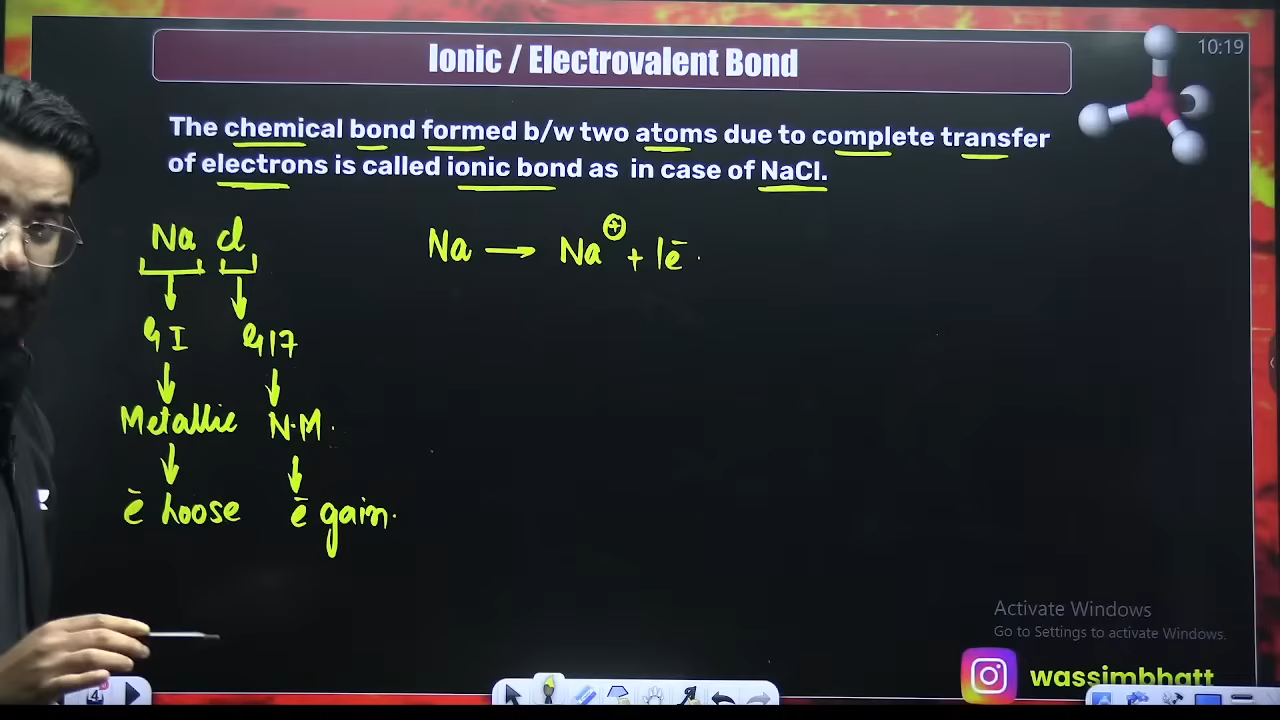 Ionic / Electrovalent Bond
10:19
The chemical bond formed b/w two atoms due to complete transfer
of electrons is called ionic bond as in case of NaCl.
Na Cl
Na → Na⊕ + 1ē
G I G 17
Metallic N.M.
ē loose ē gain.
Activate Windows
Go to Settings to activate Windows.
wassimbhatt
4